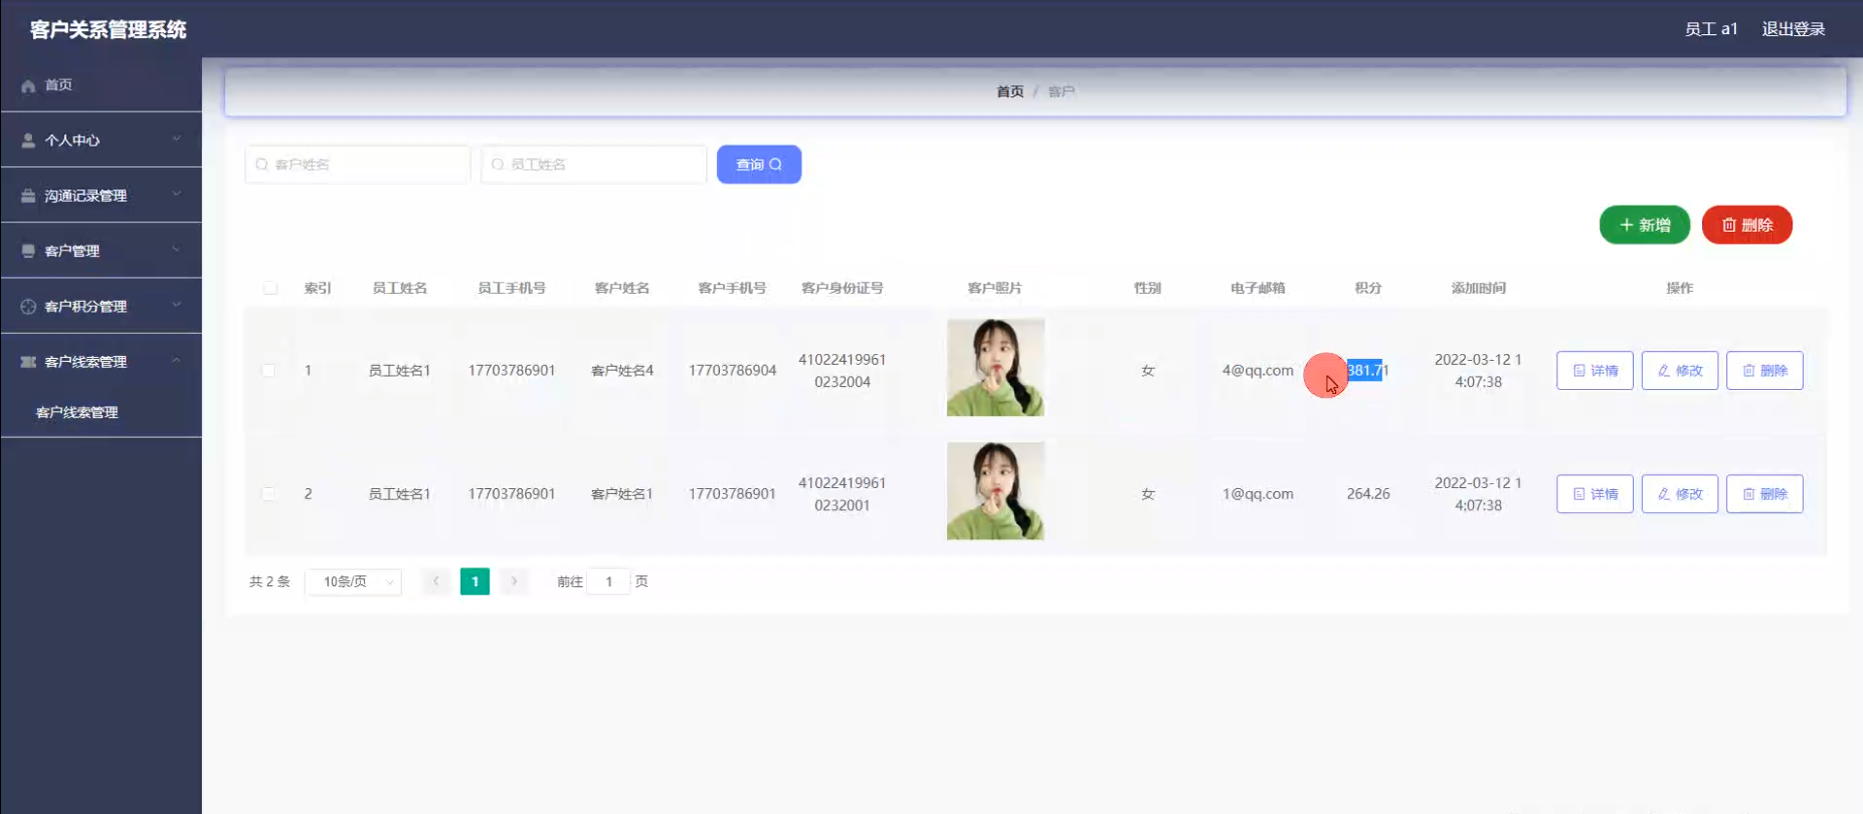 客户关系管理系统
员工 a1 退出登录
首页
个人中心
沟通记录管理
客户管理
客户积分管理
客户线索管理
客户线索管理
首页 / 客户
客户姓名 员工姓名 查询
新增 删除
索引 员工姓名 员工手机号 客户姓名 客户手机号 客户身份证号 客户照片 性别 电子邮箱 积分 添加时间 操作
1 员工姓名1 17703786901 客户姓名4 17703786904 41022419961
0232004 女 4@qq.com 381.71 2022-03-12 1
4:07:38 详情 修改 删除
2 员工姓名1 17703786901 客户姓名1 17703786901 41022419961
0232001 女 1@qq.com 264.26 2022-03-12 1
4:07:38 详情 修改 删除
共 2 条 10条/页 1 前往 1 页